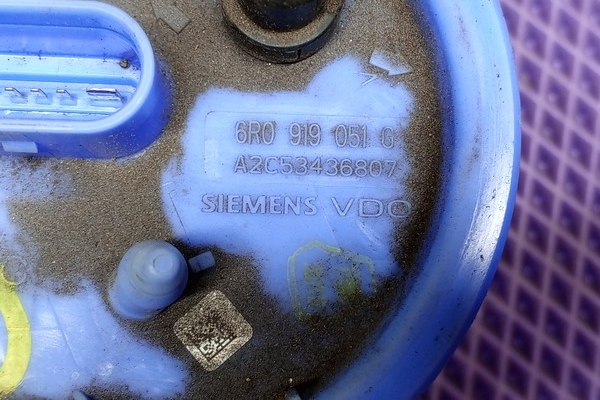 6R0 919 051 G
A2C53436807
SIEMENS VDO